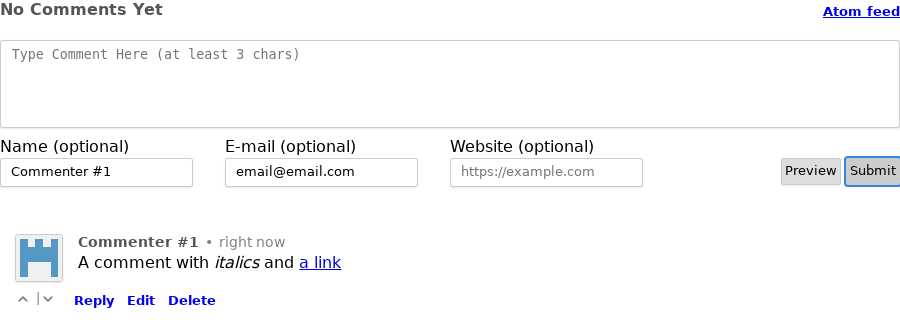 No Comments Yet
Atom feed
Type Comment Here (at least 3 chars)
Name (optional) E-mail (optional) Website (optional)
Commenter #1 email@email.com https://example.com Preview Submit
Commenter #1 • right now
A comment with italics and a link
| Reply Edit Delete